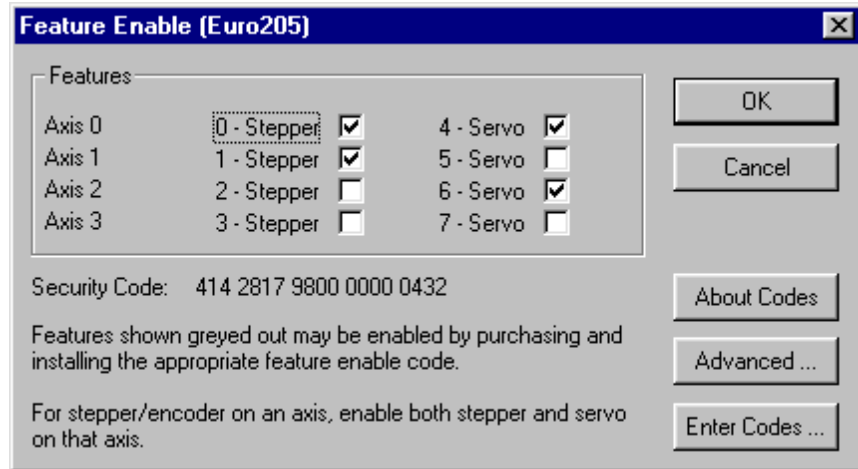 Feature Enable (Euro205)
Features
Axis 0 0 - Stepper 4 - Servo
Axis 1 1 - Stepper 5 - Servo
Axis 2 2 - Stepper 6 - Servo
Axis 3 3 - Stepper 7 - Servo
OK
Cancel
Security Code: 414 2817 9800 0000 0432
About Codes
Features shown greyed out may be enabled by purchasing and
installing the appropriate feature enable code.
Advanced ...
For stepper/encoder on an axis, enable both stepper and servo
on that axis.
Enter Codes ...